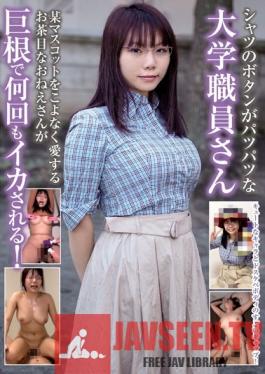 シャツのボタンがパツパツな
大学職員さん
某マスコットをこよなく愛する
お茶目なおねえさんが
巨根で何回もイカされる!
JAVSEEN.TV
FREE JAV LIBRARY